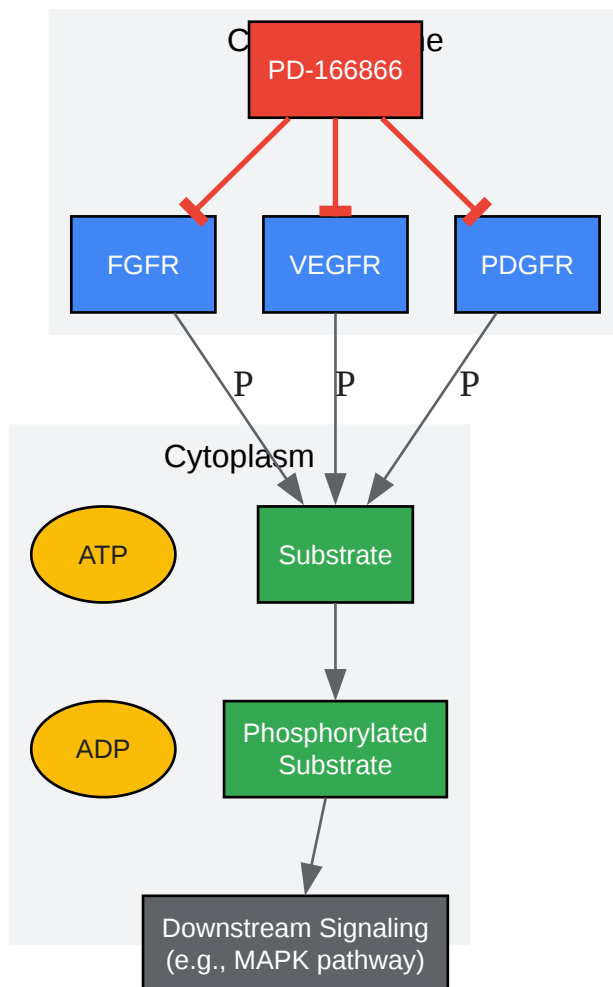 PD-166866
FGFR
VEGFR
PDGFR
P
P
P
Cytoplasm
ATP
Substrate
ADP
Phosphorylated
Substrate
Downstream Signaling
(e.g., MAPK pathway)